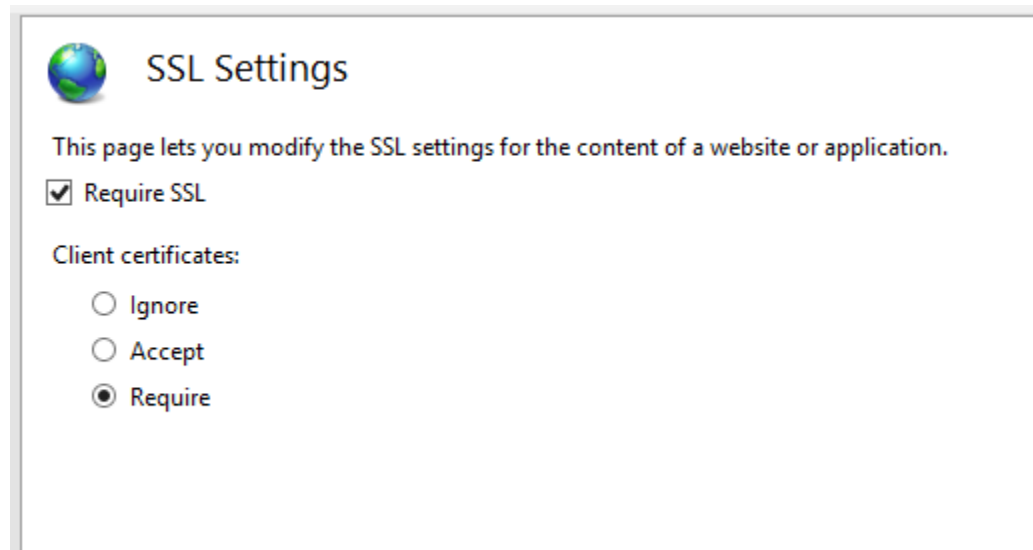 SSL Settings
This page lets you modify the SSL settings for the content of a website or application.
Require SSL
Client certificates:
Ignore
Accept
Require